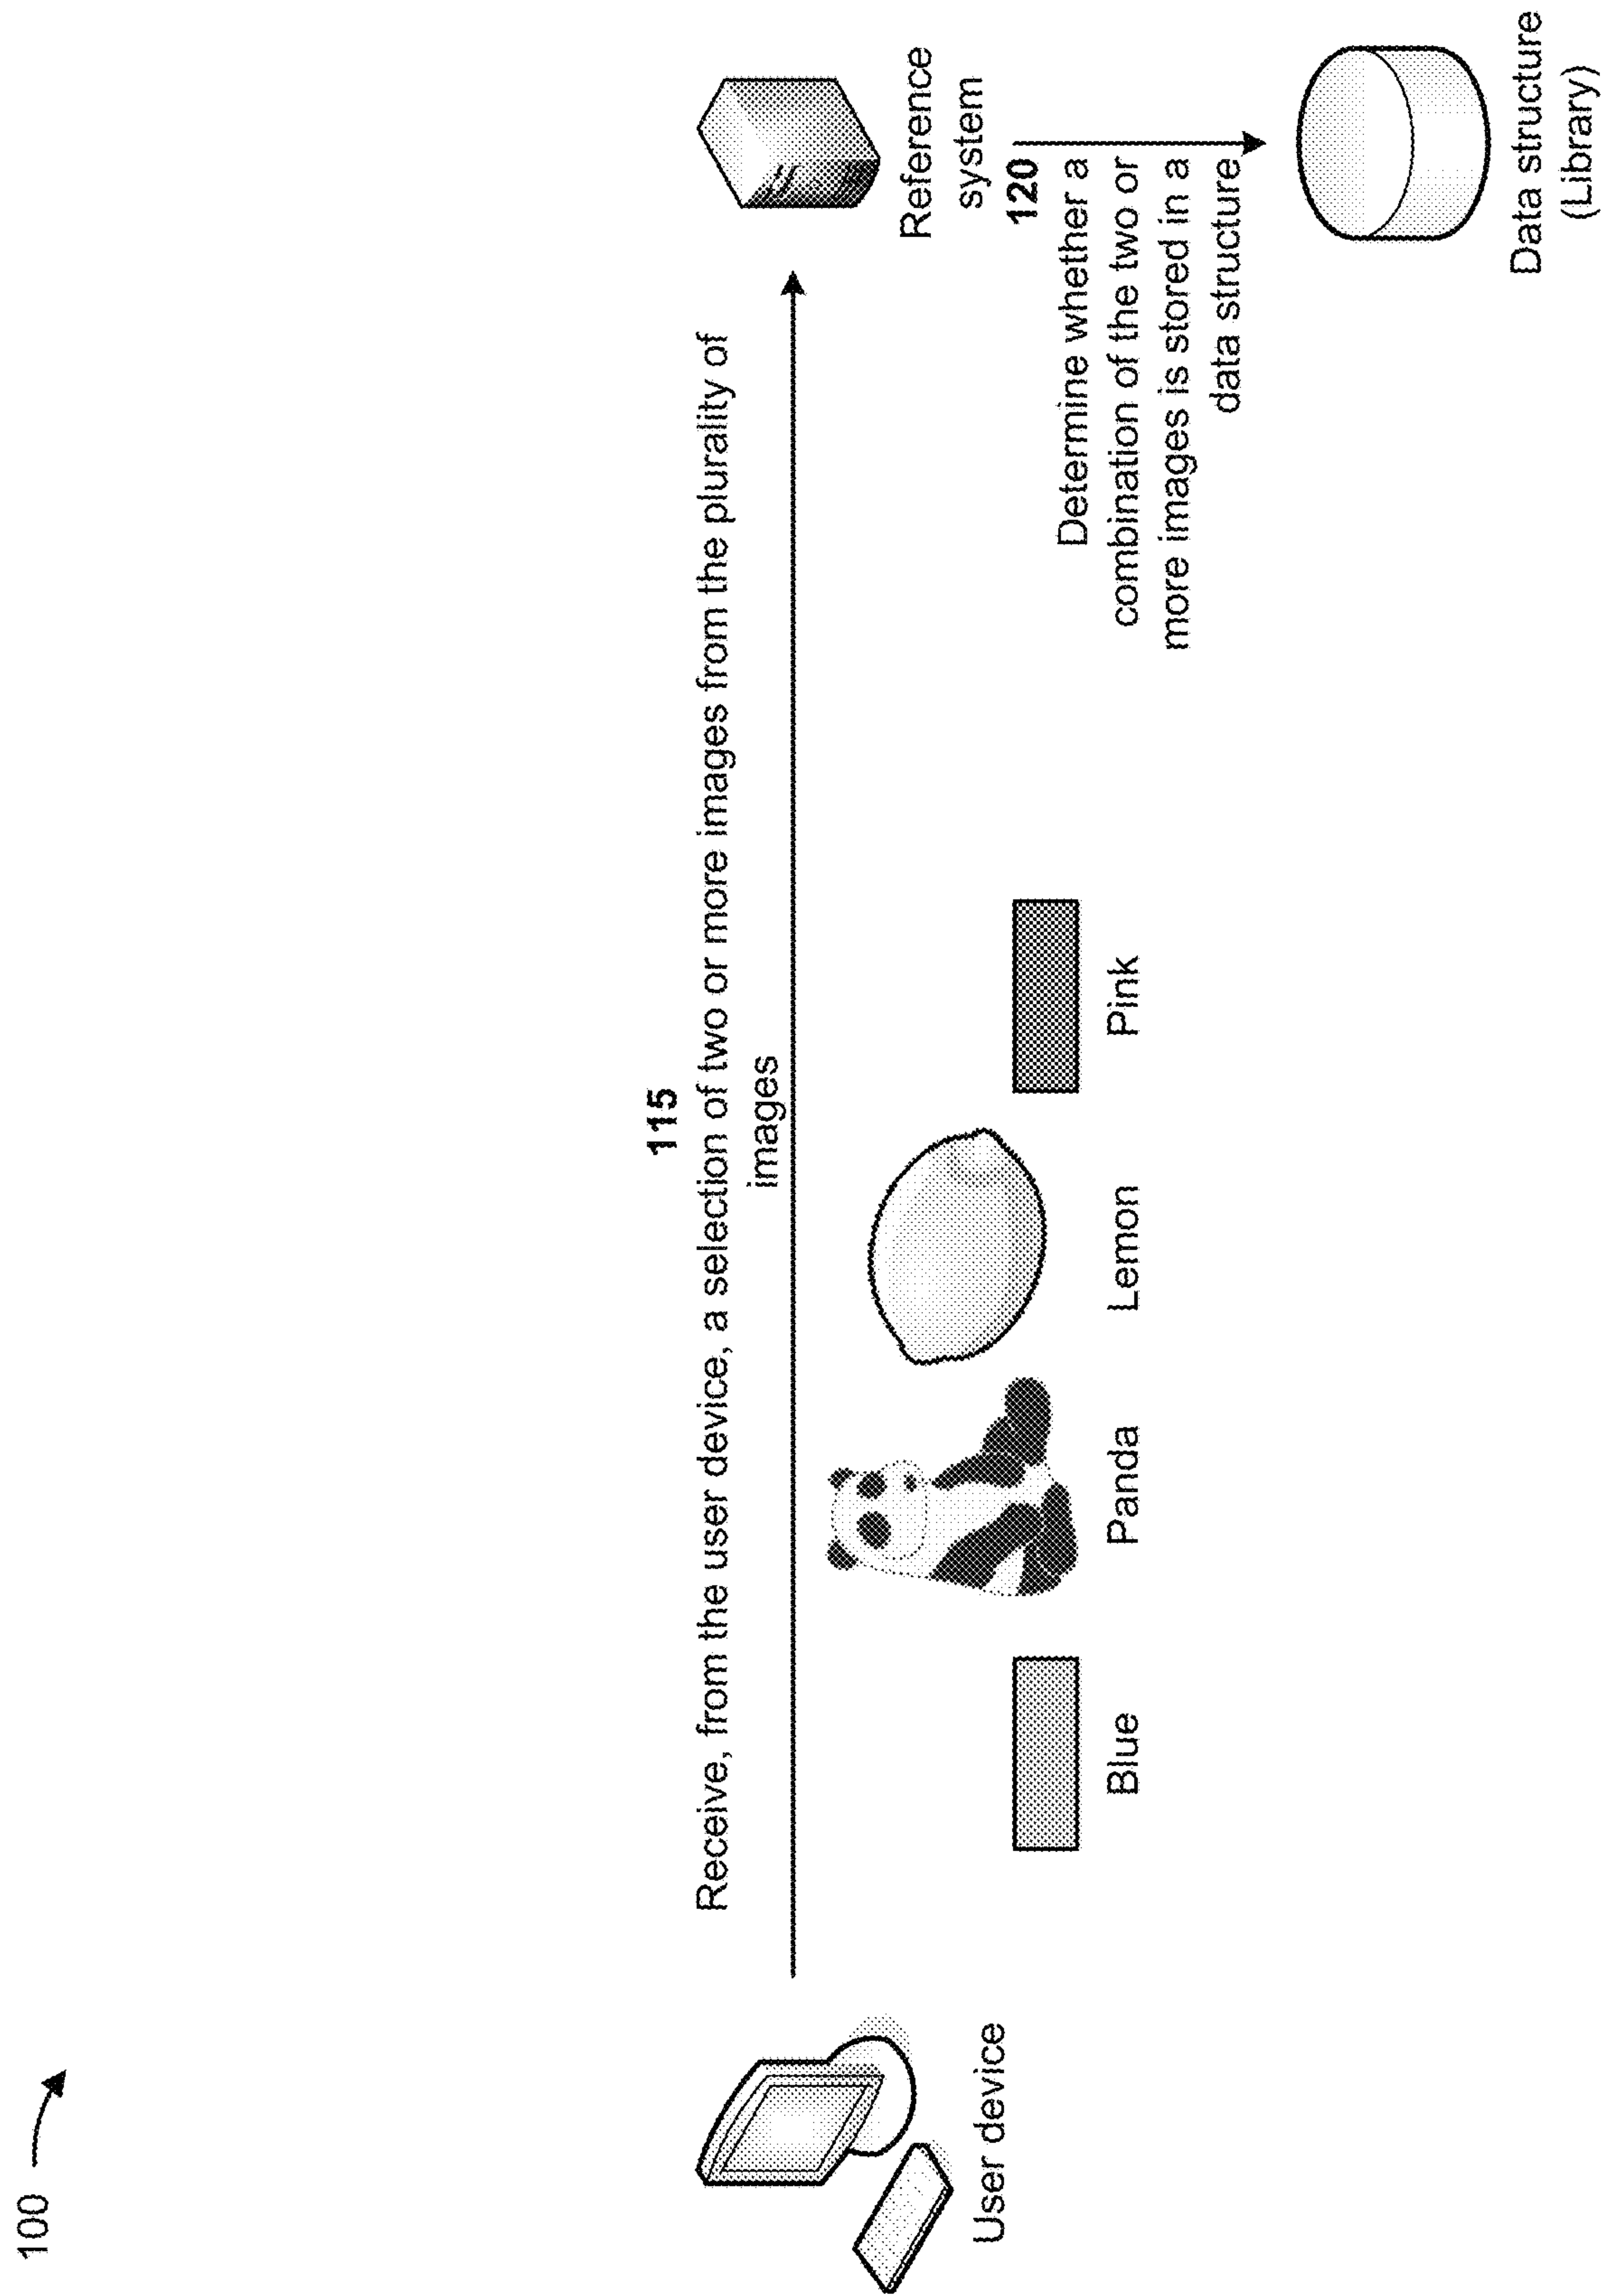 100
115
Receive, from the user device, a selection of two or more images from the plurality of
images
User device
Blue
Panda
Lemon
Pink
Reference
system
120
Determine whether a
combination of the two or
more images is stored in a
data structure
Data structure
(Library)